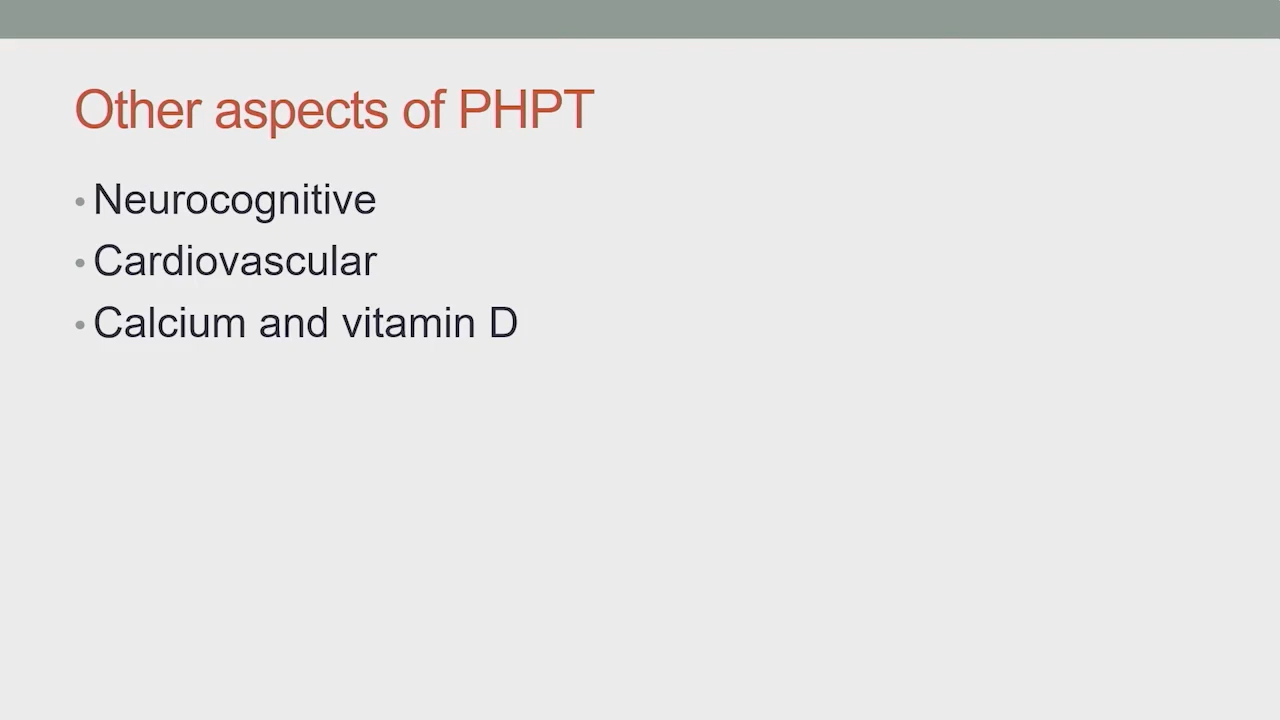 Other aspects of PHPT
• Neurocognitive
• Cardiovascular
• Calcium and vitamin D